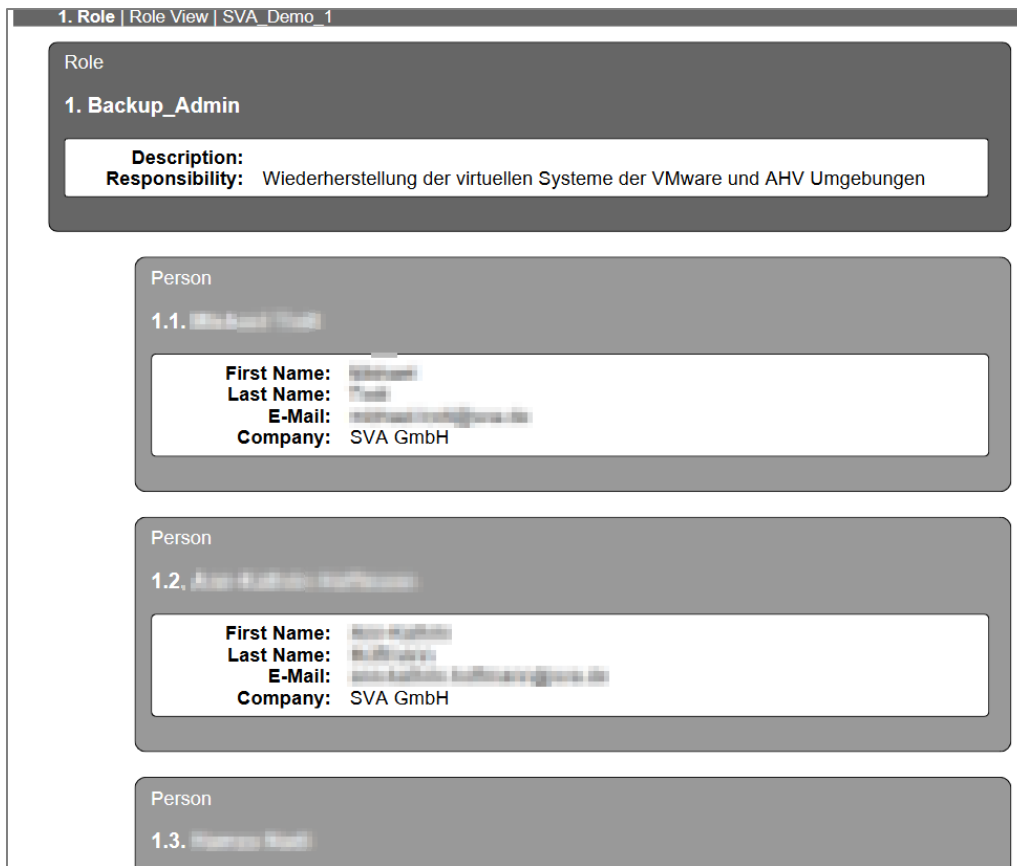 1. Role | Role View | SVA_Demo_1
Role
1. Backup_Admin
Description:
Responsibility: Wiederherstellung der virtuellen Systeme der VMware und AHV Umgebungen
Person
1.1.
First Name:
Last Name:
E-Mail:
Company: SVA GmbH
Person
1.2.
First Name:
Last Name:
E-Mail:
Company: SVA GmbH
Person
1.3.